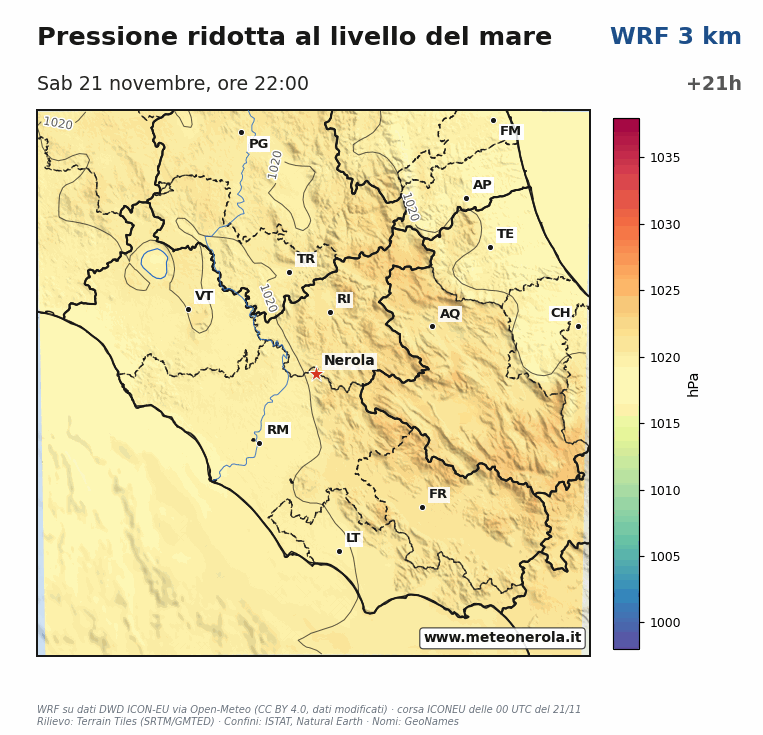 Pressione ridotta al livello del mare
WRF 3 km
Sab 21 novembre, ore 22:00
+21h
1020
PG
1020
FM
AP
1020
TE
TR
VT
1020
RI
AQ
CH
Nerola
RM
FR
LT
www.meteonerola.it
1035
1030
1025
1020
1015
1010
1005
1000
hPa
WRF su dati DWD ICON-EU via Open-Meteo (CC BY 4.0, dati modificati) · corsa ICONEU delle 00 UTC del 21/11
Rilievo: Terrain Tiles (SRTM/GMTED) · Confini: ISTAT, Natural Earth · Nomi: GeoNames